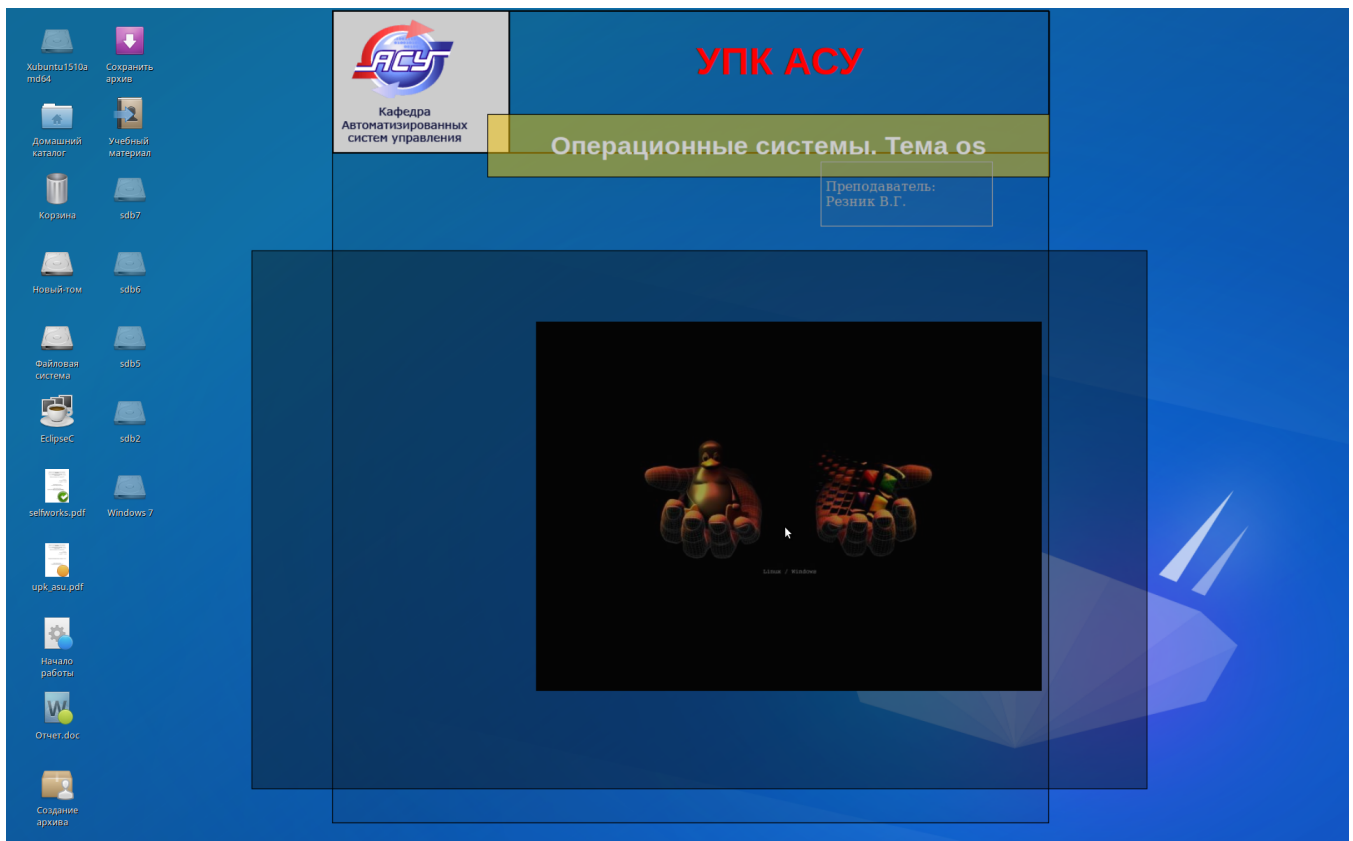 Xubuntu1510a
md64
Сохранить
архив
Домашний
каталог
Учебный
материал
Корзина
sdb7
Новый-том
sdb6
Файловая
система
sdb5
EclipseC
sdb2
selfworks.pdf
Windows 7
upk_asu.pdf
Начало
работы
W
Отчет.doc
Создание
архива
АСУ
Кафедра
Автоматизированных
систем управления
УПК АСУ
Операционные системы. Тема os
Преподаватель:
Резник В.Г.
Linux / Windows